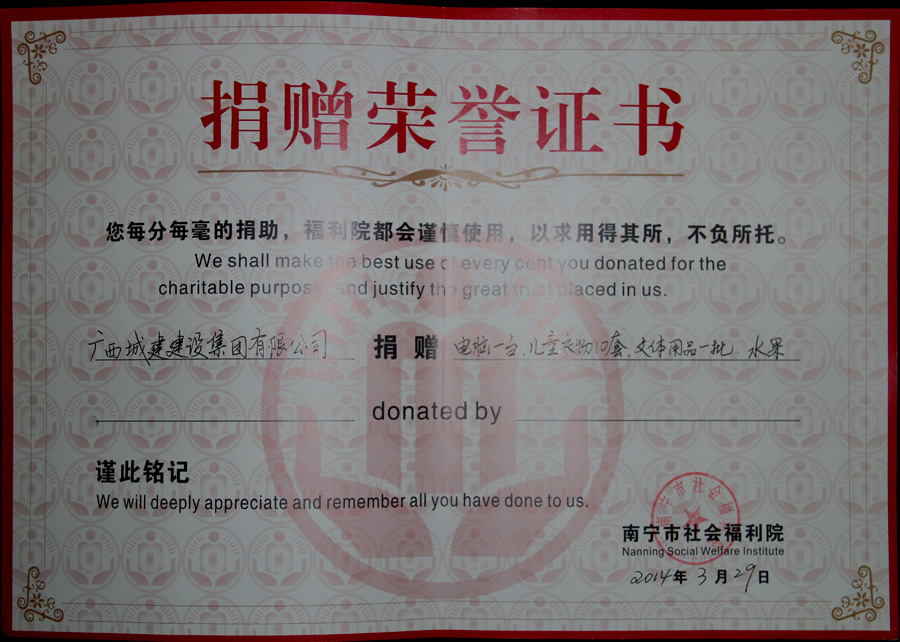 捐赠荣誉证书
您每分每毫的捐助，福利院都会谨慎使用，以求用得其所，不负所托。
We shall make the best use of every cent you donated for the
charitable purpose, and justify the great trust placed in us.
广西城建建设集团有限公司 捐赠 电脑一台、儿童衣物10套、文体用品一批、水果
donated by
谨此铭记
We will deeply appreciate and remember all you have done to us.
南宁市社会福利院
Nanning Social Welfare Institute
2014年3月29日